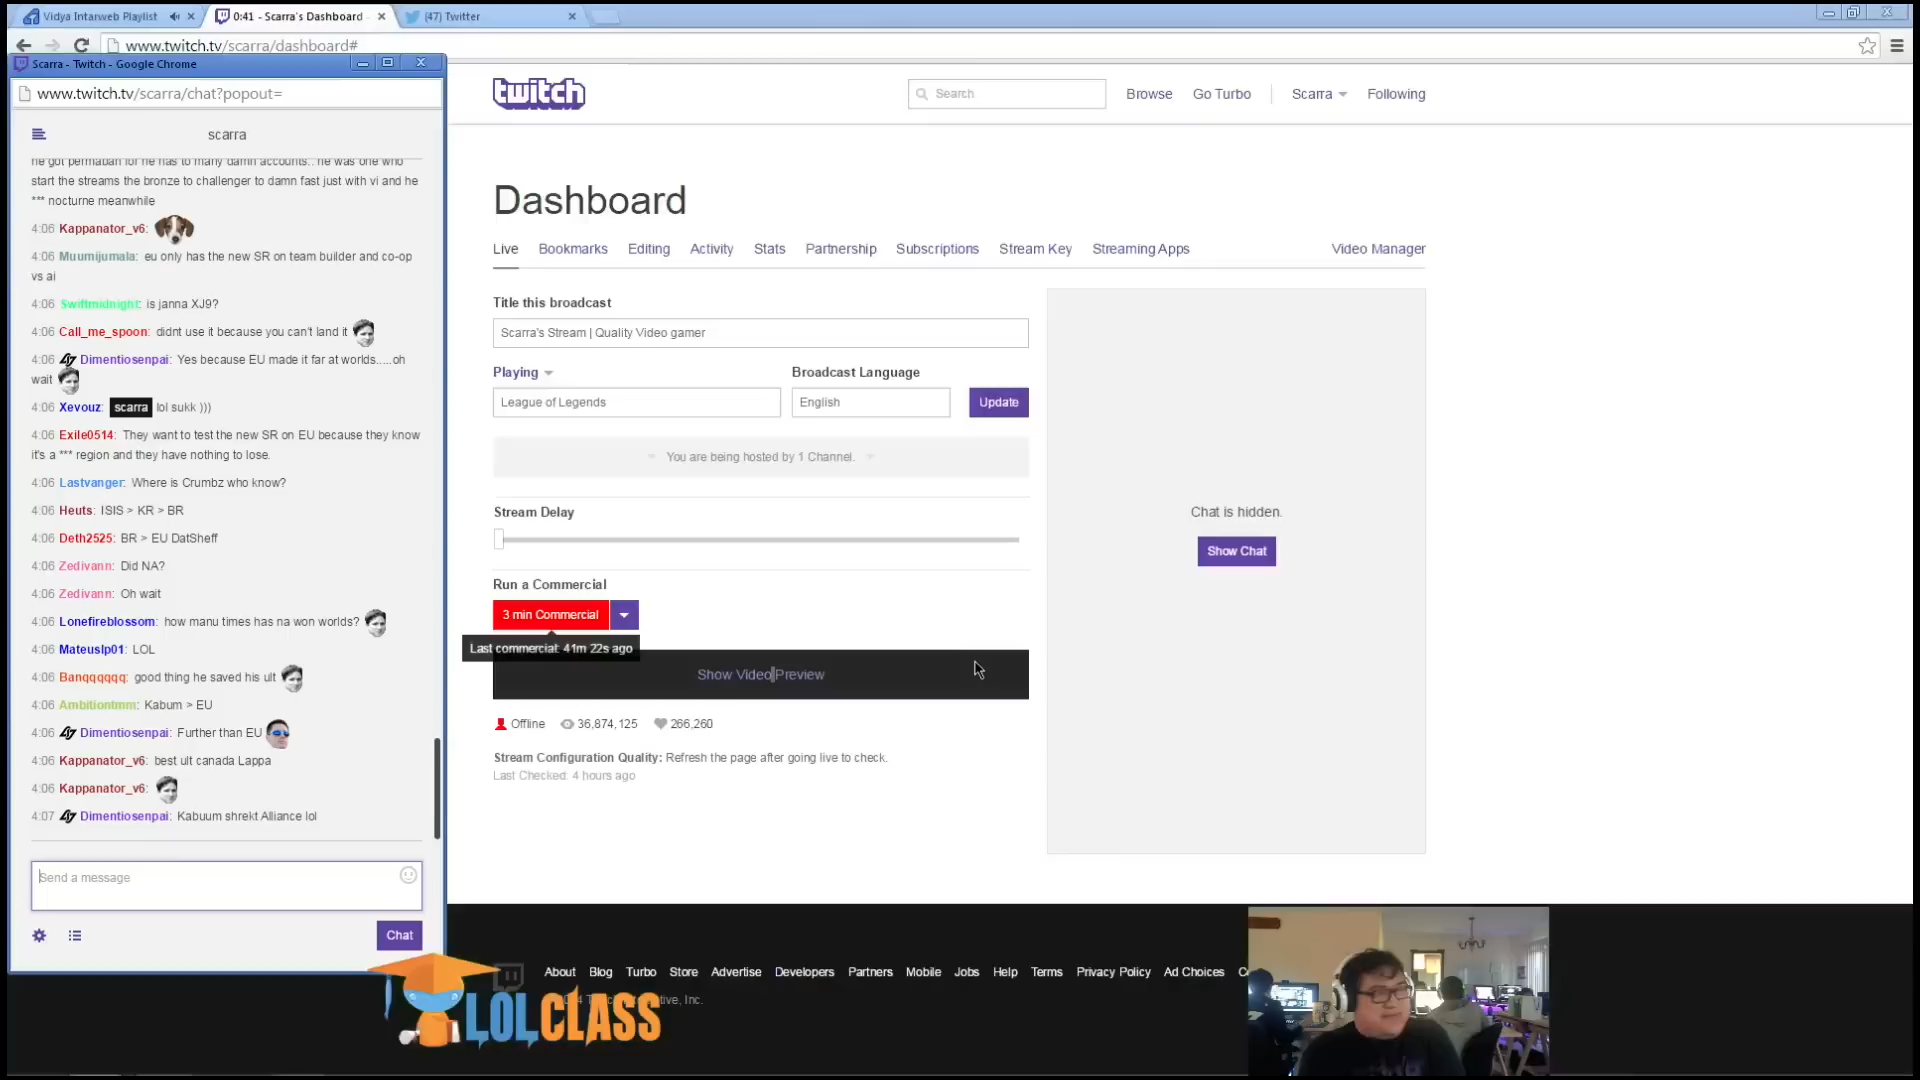 Vidya Intarweb Playlist
0:41 - Scarra's Dashboard
(47) Twitter
www.twitch.tv/scarra/dashboard#
Scarra - Twitch - Google Chrome
www.twitch.tv/scarra/chat?popout=
scarra
he got permaban for he has to many damn accounts.. he was one who
start the streams the bronze to challenger to damn fast just with vi and he
*** nocturne meanwhile
4:06 Kappanator_v6:
4:06 Muumijumala: eu only has the new SR on team builder and co-op
vs ai
4:06 Swiftmidnight: is janna XJ9?
4:06 Call_me_spoon: didnt use it because you can't land it
4:06 Dimentiosenpai: Yes because EU made it far at worlds.....oh
wait
4:06 Xevouz: scarra lol sukk )))
4:06 Exile0514: They want to test the new SR on EU because they know
it's a *** region and they have nothing to lose.
4:06 Lastvanger: Where is Crumbz who know?
4:06 Heuts: ISIS > KR > BR
4:06 Deth2525: BR > EU DatSheff
4:06 Zedivann: Did NA?
4:06 Zedivann: Oh wait
4:06 Lonefireblossom: how manu times has na won worlds?
4:06 Mateuslp01: LOL
4:06 Banqqqqqq: good thing he saved his ult
4:06 Ambitiontmm: Kabum > EU
4:06 Dimentiosenpai: Further than EU
4:06 Kappanator_v6: best ult canada Lappa
4:06 Kappanator_v6:
4:07 Dimentiosenpai: Kabuum shrekt Alliance lol
Send a message
Chat
twitch
Search
Browse
Go Turbo
Scarra
Following
Dashboard
Live Bookmarks Editing Activity Stats Partnership Subscriptions Stream Key Streaming Apps Video Manager
Title this broadcast
Scarra's Stream | Quality Video gamer
Playing
Broadcast Language
League of Legends
English
Update
You are being hosted by 1 Channel.
Stream Delay
Run a Commercial
3 min Commercial
Last commercial: 41m 22s ago
Show Video Preview
Offline 36,874,125 266,260
Stream Configuration Quality: Refresh the page after going live to check.
Last Checked: 4 hours ago
Chat is hidden.
Show Chat
About Blog Turbo Store Advertise Developers Partners Mobile Jobs Help Terms Privacy Policy Ad Choices
Inc.
LOLCLASS